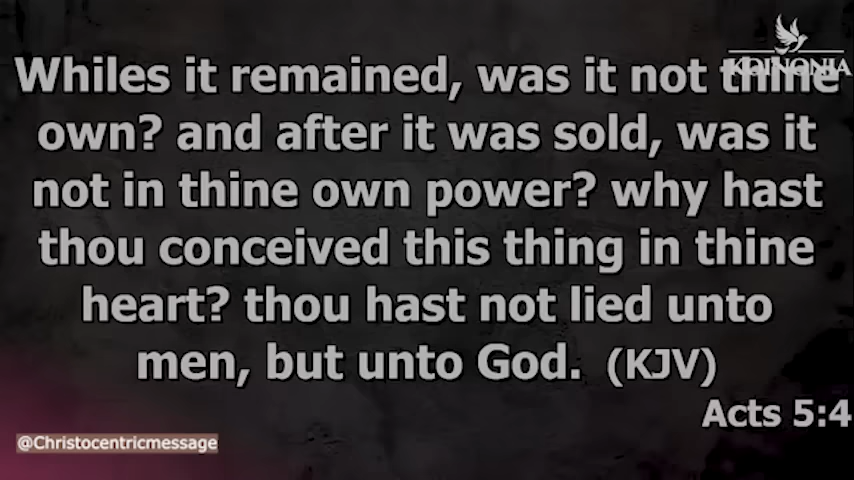 KOINONIA
Whiles it remained, was it not thine
own? and after it was sold, was it
not in thine own power? why hast
thou conceived this thing in thine
heart? thou hast not lied unto
men, but unto God. (KJV)
Acts 5:4
@Christocentricmessage